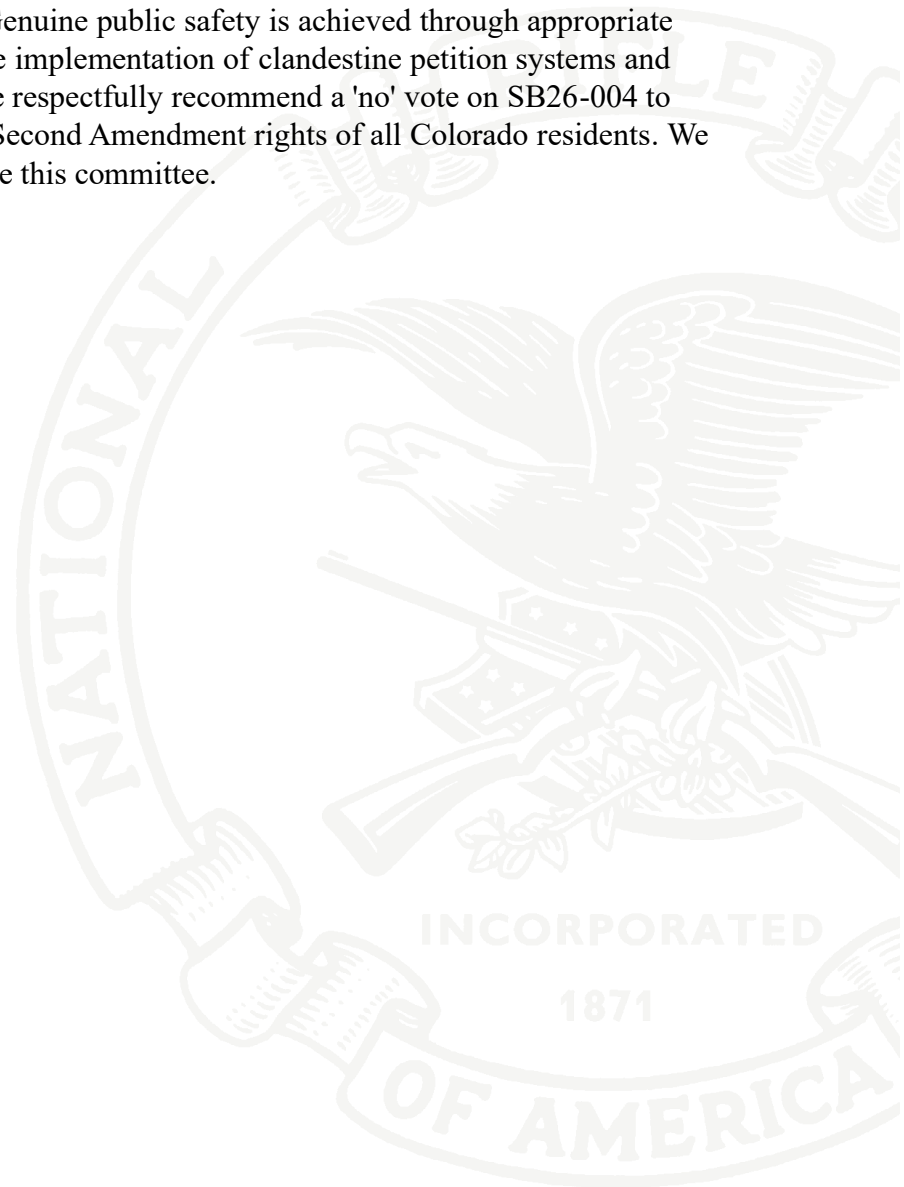 enuine public safety is achieved through appropriate
e implementation of clandestine petition systems and
e respectfully recommend a 'no' vote on SB26-004 to
Second Amendment rights of all Colorado residents. We
e this committee.
NATIONAL
IFLE
INCORPORATED
1871
OF AMERICA